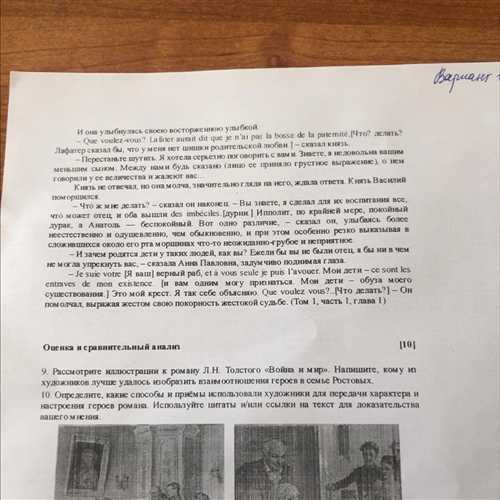 Вариант
И она улыбнулась своею восторженною улыбкой.
– Que voulez-vous? Lafater aurait dit que je n'ai pas la bosse de la paternité,[Что? делать?
Лафатер сказал бы, что у меня нет шишки родительской любви.] – сказал князь.
– Перестаньте шутить. Я хотела серьезно поговорить с вами. Знаете, я недовольна вашим
меньшим сыном. Между нами будь сказано (лицо ее приняло грустное выражение), о нем
говорили у ее величества и жалеют вас...
Князь не отвечал, но она молча, значительно глядя на него, ждала ответа. Князь Василий
поморщился.
– Что ж мне делать? – сказал он наконец. – Вы знаете, я сделал для их воспитания все,
что может отец, и оба вышли des imbéciles.[дурни.] Ипполит, по крайней мере, покойный
дурак, а Анатоль — беспокойный. Вот одно различие, – сказал он, улыбаясь более
неестественно и одушевленно, чем обыкновенно, и при этом особенно резко выказывая в
сложившихся около его рта морщинах что-то неожиданно-грубое и неприятное.
– И зачем родятся дети у таких людей, как вы? Ежели бы вы не были отец, я бы ни в чем
не могла упрекнуть вас, – сказала Анна Павловна, задумчиво поднимая глаза.
– Je suis votre [Я ваш] верный раб, et à vous seule je puis l'avouer. Мои дети – ce sont les
entraves de mon existence. [и вам одним могу признаться. Мои дети – обуза моего
существования.] Это мой крест. Я так себе объясняю. Que voulez vous?..[Что делать?] – Он
помолчал, выражая жестом свою покорность жестокой судьбе. (Том 1, часть 1, глава 1)
Оценка и сравнительный анализ [10]
9. Рассмотрите иллюстрации к роману Л.Н. Толстого «Война и мир». Напишите, кому из
художников лучше удалось изобразить взаимоотношения героев в семье Ростовых.
10. Определите, какие способы и приёмы использовали художники для передачи характера и
настроения героев романа. Используйте цитаты и/или ссылки на текст для доказательства
вашего мнения.